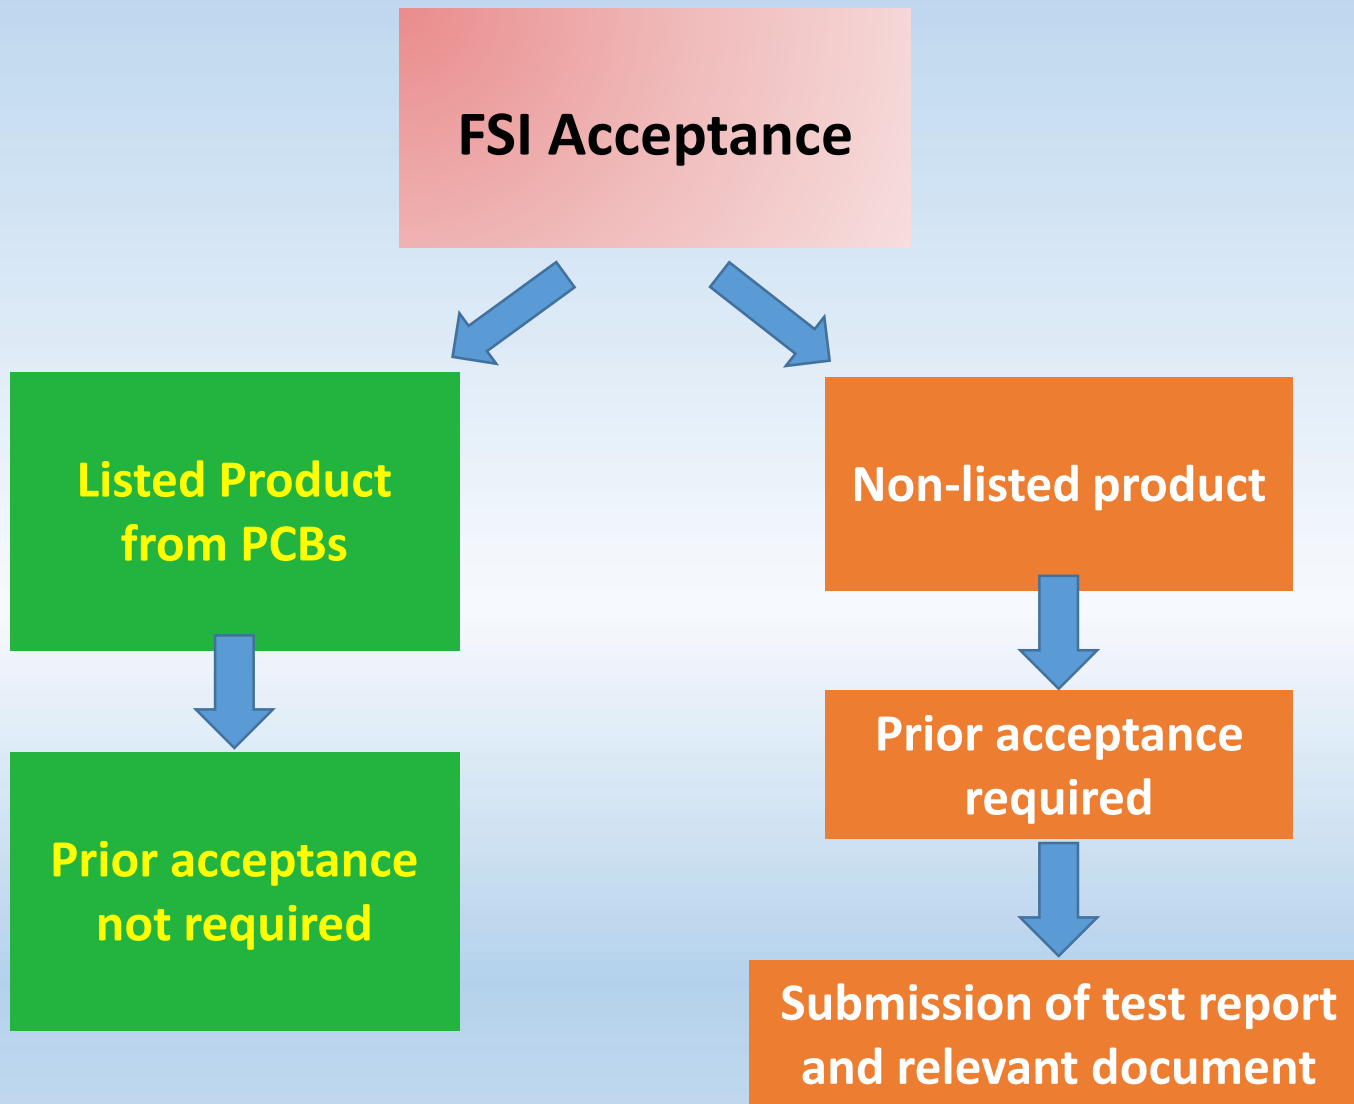 FSI Acceptance
Listed Product
from PCBs
Non-listed product
Prior acceptance
not required
Prior acceptance
required
Submission of test report
and relevant document